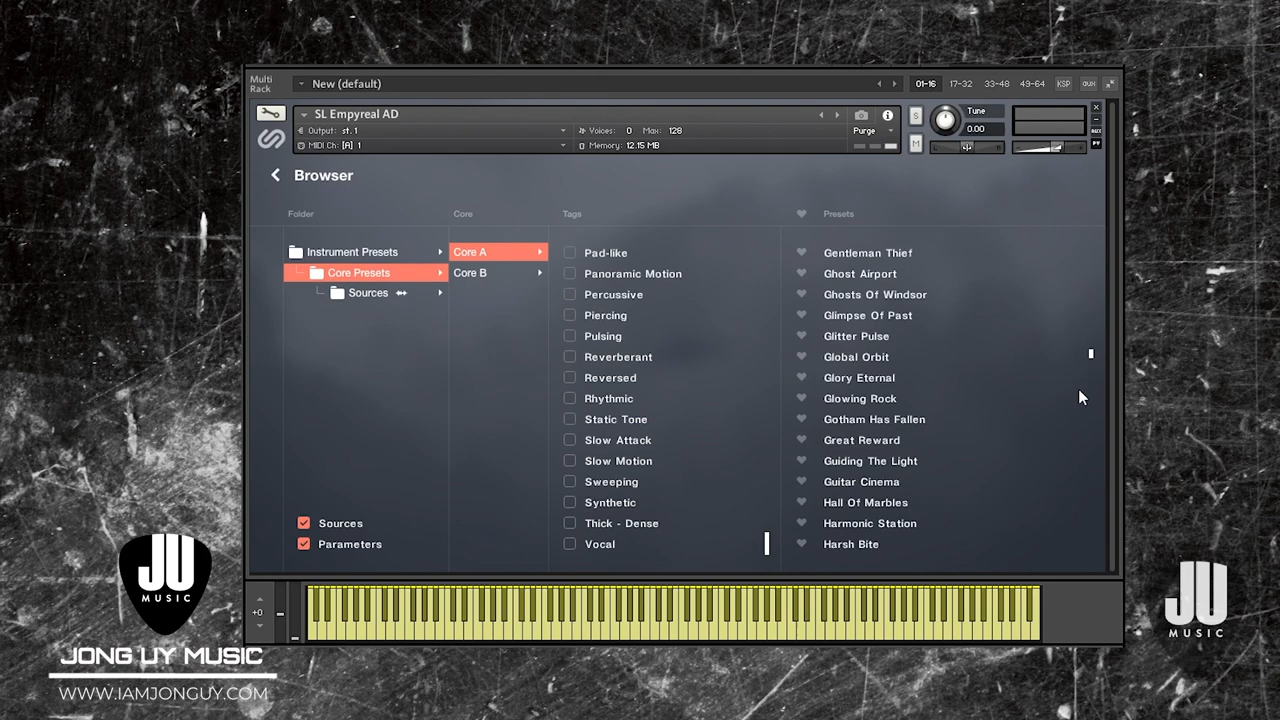 Multi
Rack
New (default)
01-16
17-32
33-48
49-64
KSP
AUX
SL Empyreal AD
Output: st.1
Voices: 0 Max: 128
Purge
MIDI Ch: [A] 1
Memory: 12.15 MB
S
M
Tune
0.00
L
R
AUX
PV
Browser
Folder
Core
Tags
Presets
Instrument Presets
Core Presets
Sources
Core A
Core B
Pad-like
Panoramic Motion
Percussive
Piercing
Pulsing
Reverberant
Reversed
Rhythmic
Static Tone
Slow Attack
Slow Motion
Sweeping
Synthetic
Thick - Dense
Vocal
Gentleman Thief
Ghost Airport
Ghosts Of Windsor
Glimpse Of Past
Glitter Pulse
Global Orbit
Glory Eternal
Glowing Rock
Gotham Has Fallen
Great Reward
Guiding The Light
Guitar Cinema
Hall Of Marbles
Harmonic Station
Harsh Bite
Sources
Parameters
+0
JU
MUSIC
JONG UY MUSIC
WWW.IAMJONGUY.COM
JU
MUSIC